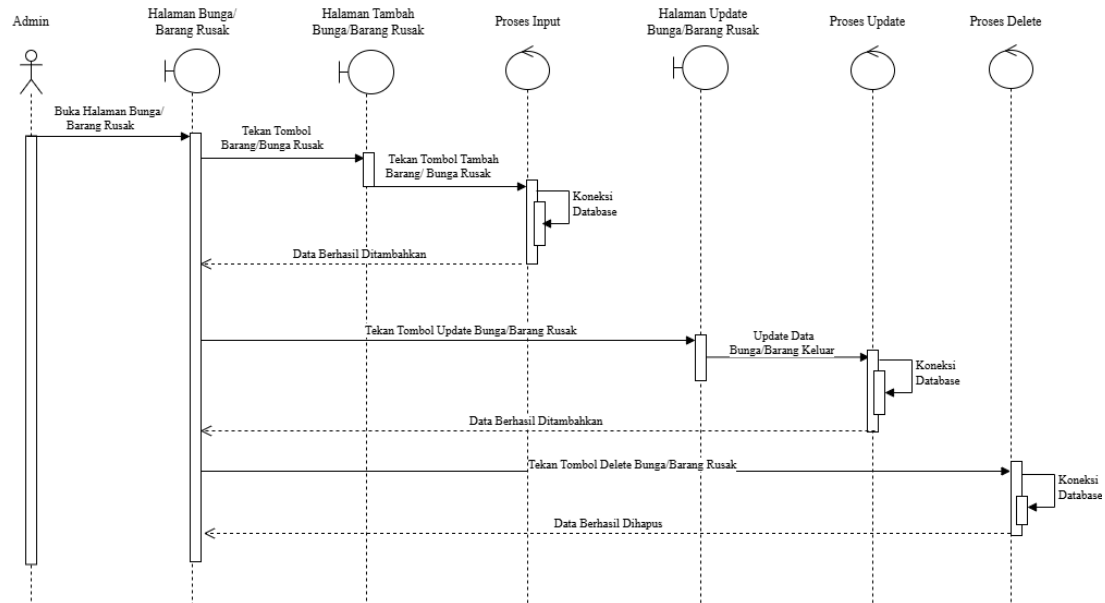 Admin
Halaman Bunga/
Barang Rusak
Halaman Tambah
Bunga/Barang Rusak
Proses Input
Halaman Update
Bunga/Barang Rusak
Proses Update
Proses Delete
Buka Halaman Bunga/
Barang Rusak
Tekan Tombol
Barang/Bunga Rusak
Tekan Tombol Tambah
Barang/ Bunga Rusak
Koneksi
Database
Data Berhasil Ditambahkan
Tekan Tombol Update Bunga/Barang Rusak
Update Data
Bunga/Barang Keluar
Koneksi
Database
Data Berhasil Ditambahkan
Tekan Tombol Delete Bunga/Barang Rusak
Koneksi
Database
Data Berhasil Dihapus